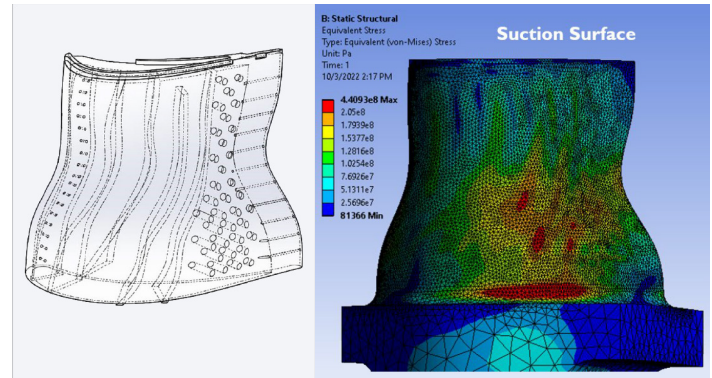 B: Static Structural
Equivalent Stress
Type: Equivalent (von-Mises) Stress
Unit: Pa
Time: 1
10/3/2022 2:17 PM
Suction Surface
4.4093e8 Max
2.05e8
1.7939e8
1.5377e8
1.2816e8
1.0254e8
7.6926e7
5.1311e7
2.5696e7
81366 Min